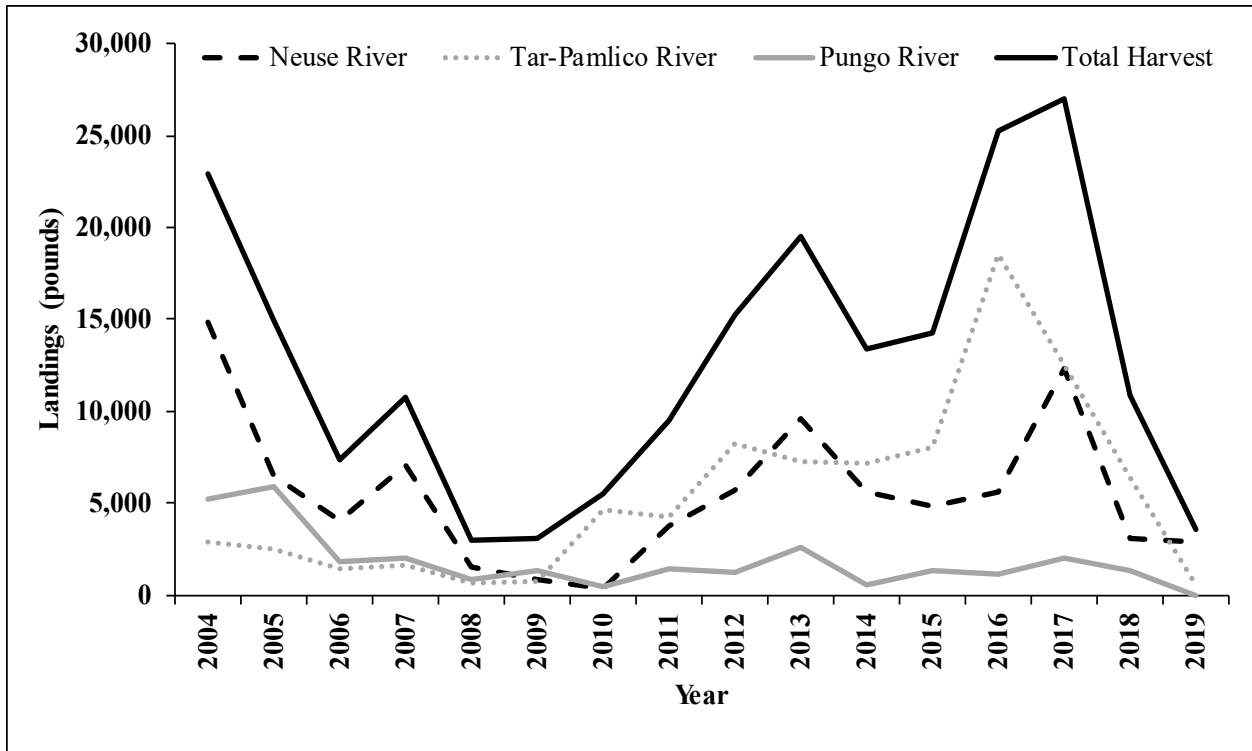 30,000
25,000
20,000
15,000
10,000
5,000
0
Landings (pounds)
Neuse River Tar-Pamlico River Pungo River Total Harvest
2004 2005 2006 2007 2008 2009 2010 2011 2012 2013 2014 2015 2016 2017 2018 2019
Year